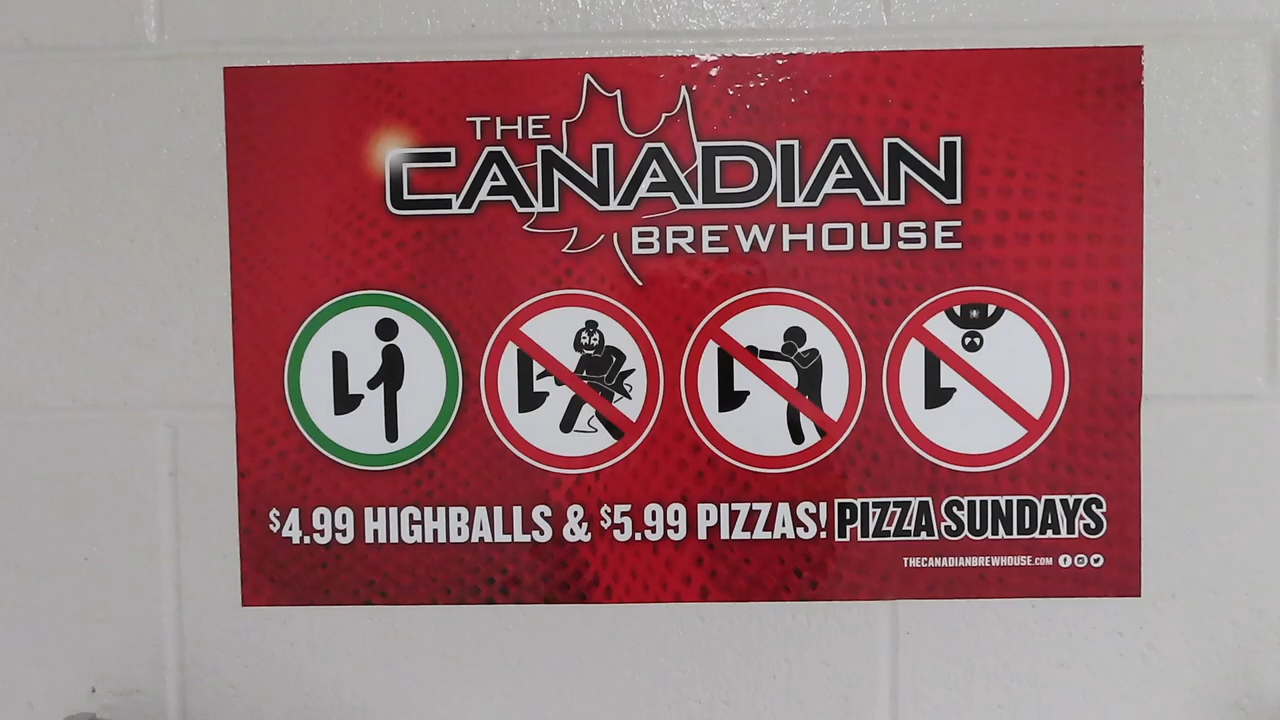 THE
CANADIAN
BREWHOUSE
$4.99 HIGHBALLS & $5.99 PIZZAS! PIZZA SUNDAYS
THECANADIANBREWHOUSE.COM